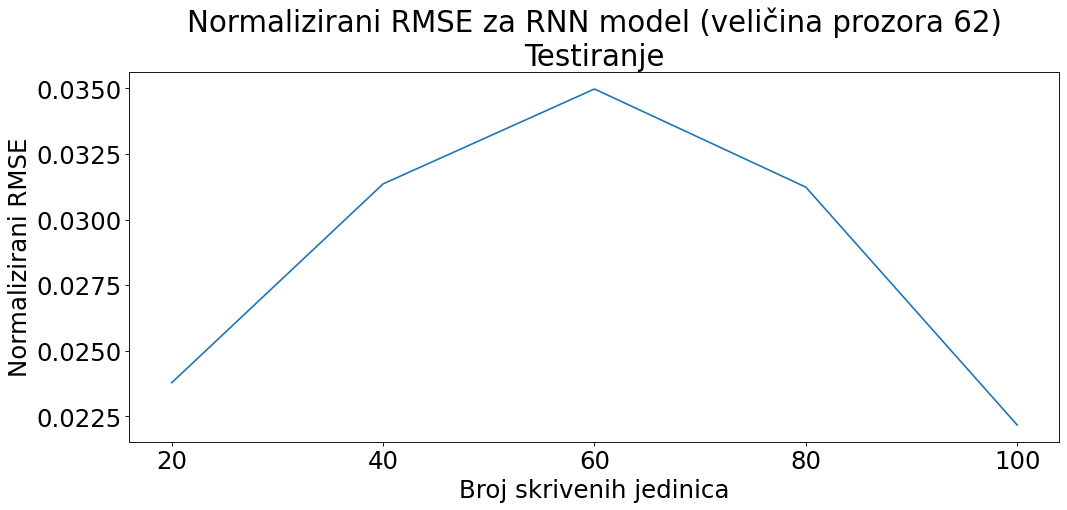 Normalizirani RMSE za RNN model (veličina prozora 62)
Testiranje
Normalizirani RMSE
0.0350
0.0325
0.0300
0.0275
0.0250
0.0225
20 40 60 80 100
Broj skrivenih jedinica